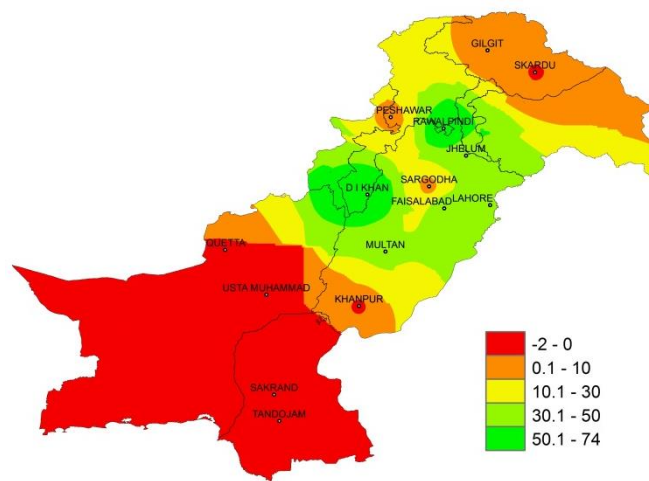 GILGIT
SKARDU
PESHAWAR
RAWALPINDI
JHELUM
SARGODHA
D I KHAN
FAISALABAD
LAHORE
QUETTA
MULTAN
USTA MUHAMMAD
KHANPUR
-2 - 0
0.1 - 10
10.1 - 30
30.1 - 50
50.1 - 74
SAKRAND
TANDOJAM